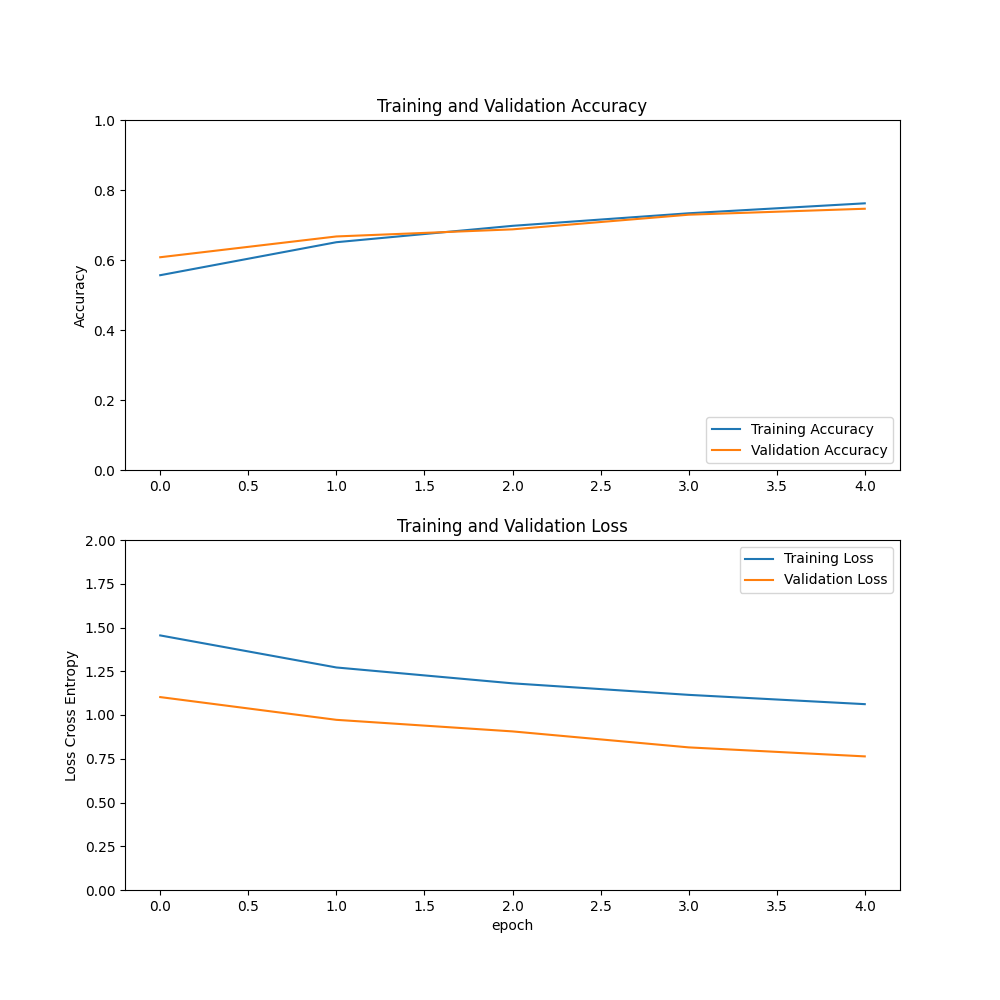 Training and Validation Accuracy
1.0
0.8
0.6
0.4
0.2
0.0
Accuracy
Training Accuracy
Validation Accuracy
0.0 0.5 1.0 1.5 2.0 2.5 3.0 3.5 4.0
Training and Validation Loss
2.00
1.75
1.50
1.25
1.00
0.75
0.50
0.25
0.00
Loss Cross Entropy
Training Loss
Validation Loss
0.0 0.5 1.0 1.5 2.0 2.5 3.0 3.5 4.0
epoch